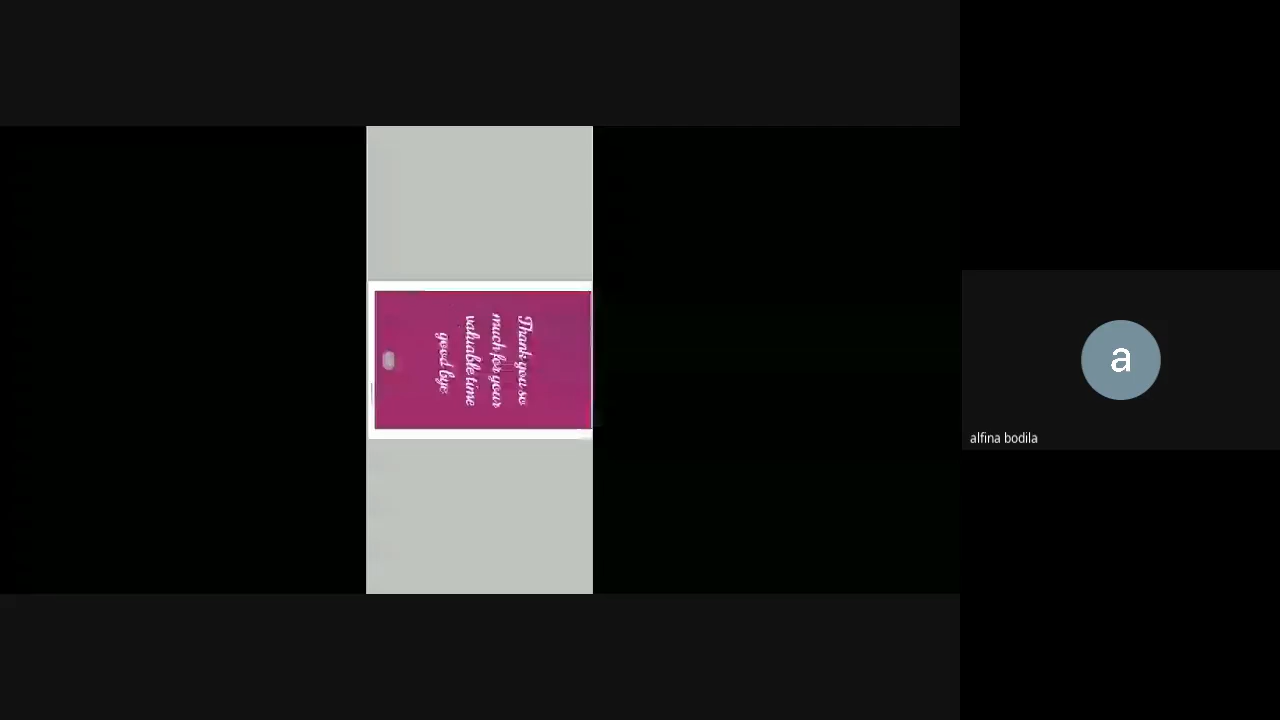 Thank you so
much for your
valuable time
good bye
a
alfina bodila